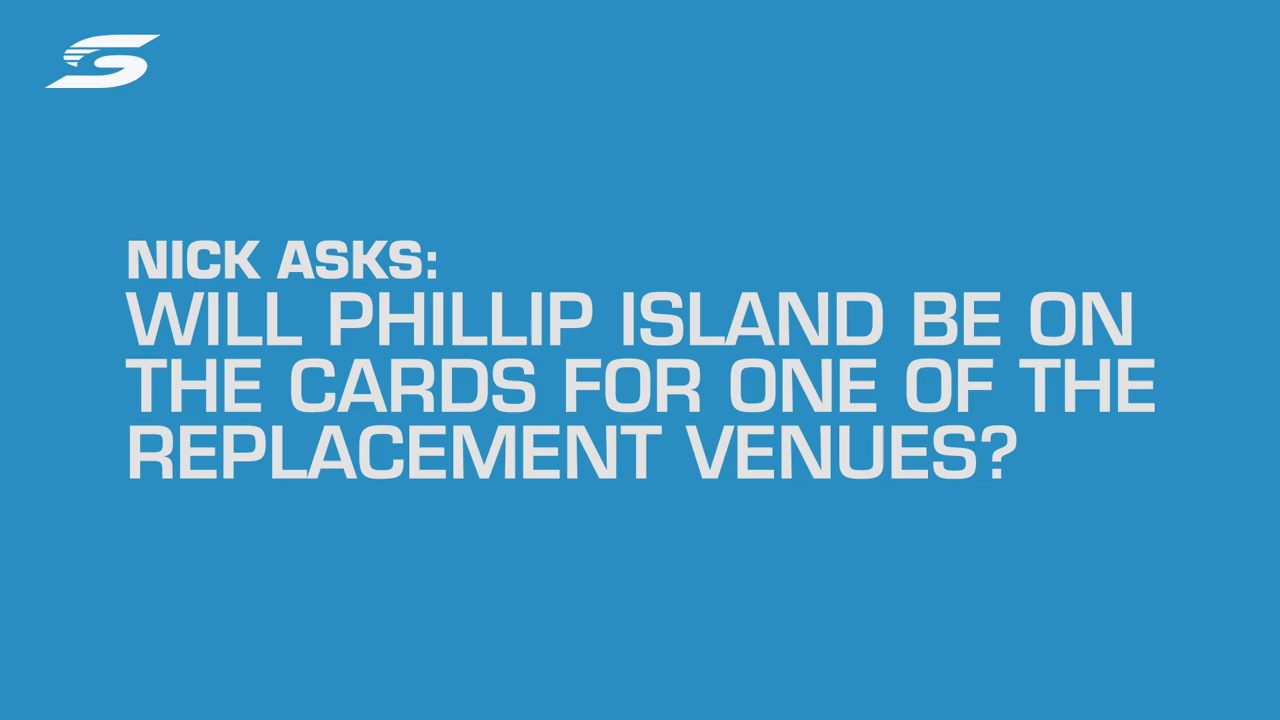 NICK ASKS:
WILL PHILLIP ISLAND BE ON
THE CARDS FOR ONE OF THE
REPLACEMENT VENUES?